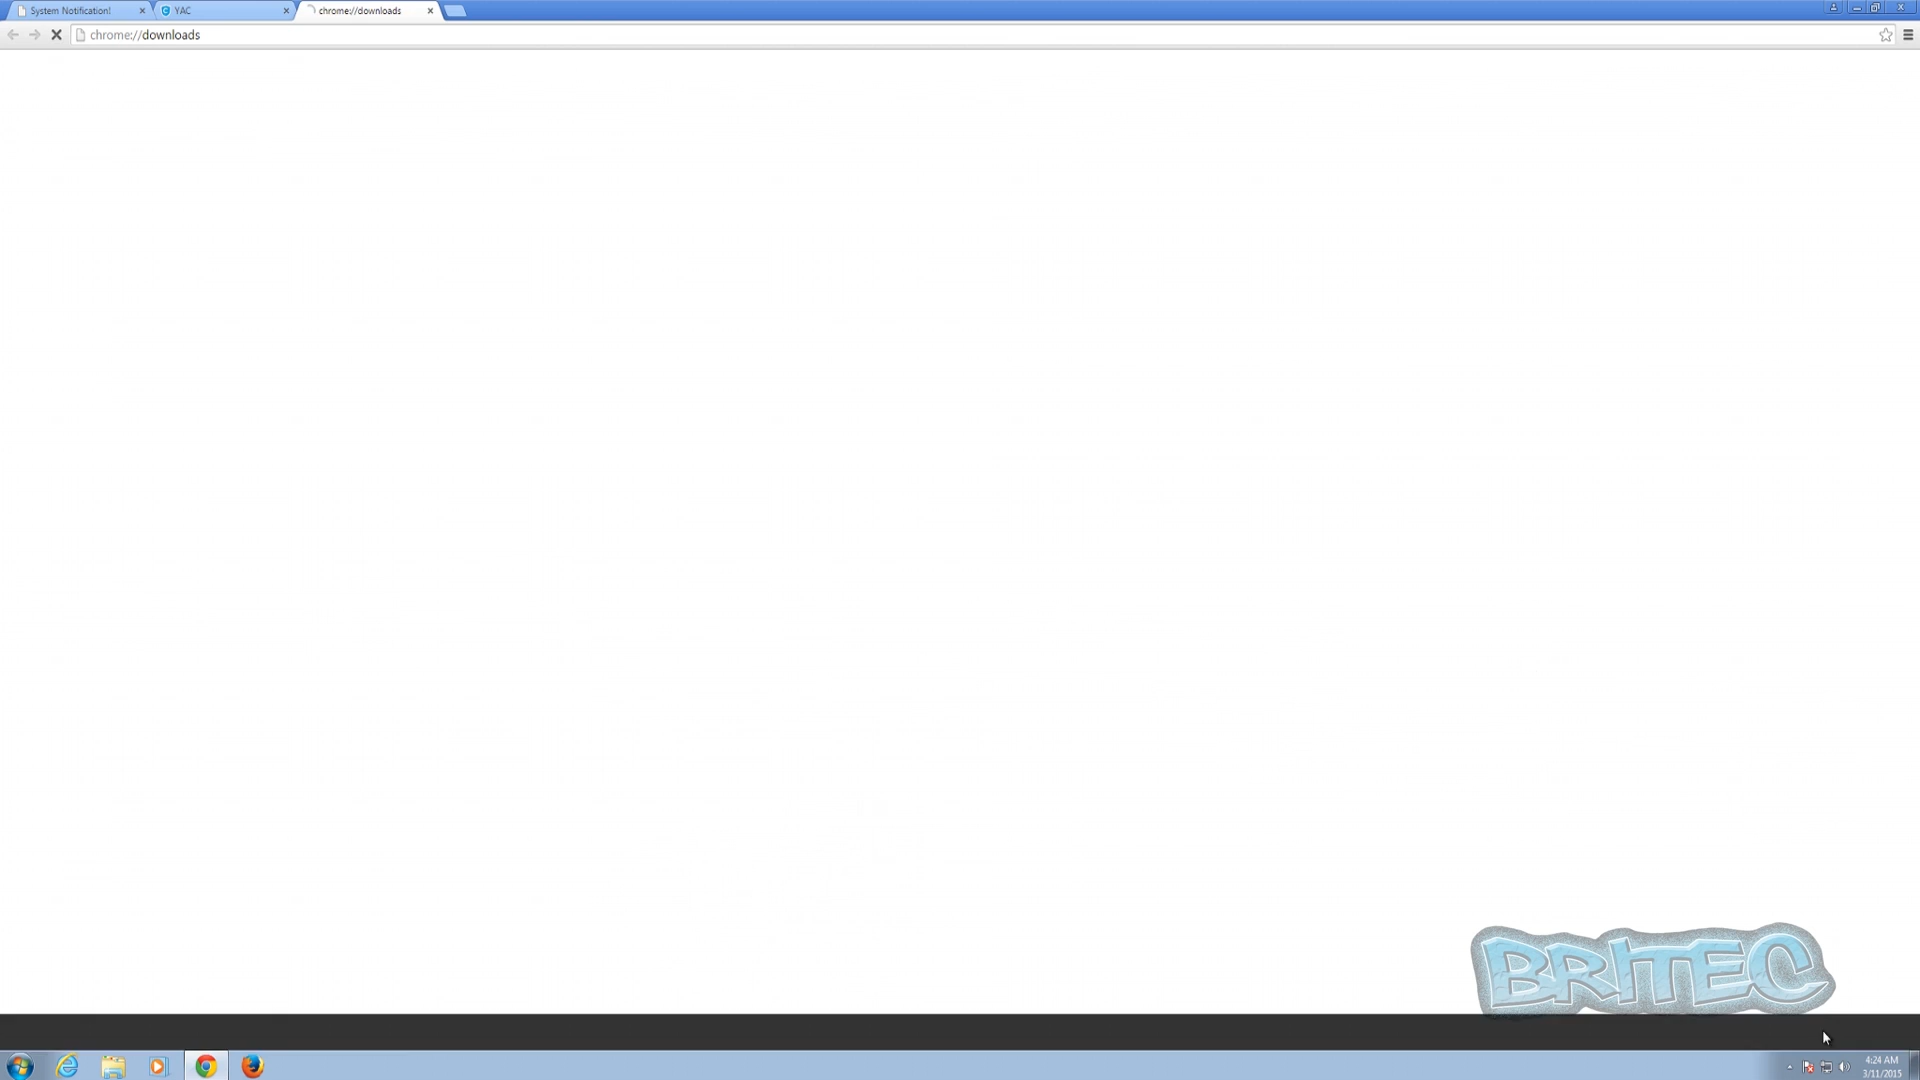 System Notification!
YAC
chrome://downloads
chrome://downloads
BRITEC
4:24 AM
3/11/2015